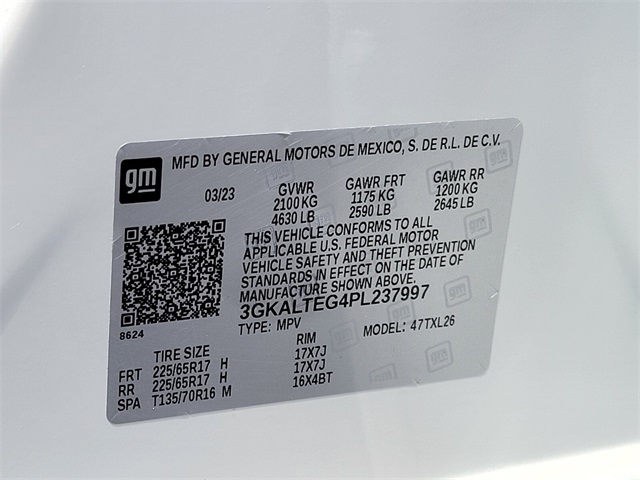 gm
MFD BY GENERAL MOTORS DE MEXICO, S. DE R.L. DE C.V.
03/23 GVWR GAWR FRT GAWR RR
2100 KG 1175 KG 1200 KG
4630 LB 2590 LB 2645 LB
THIS VEHICLE CONFORMS TO ALL
APPLICABLE U.S. FEDERAL MOTOR
VEHICLE SAFETY AND THEFT PREVENTION
STANDARDS IN EFFECT ON THE DATE OF
MANUFACTURE SHOWN ABOVE.
3GKALTEG4PL237997
8624
TYPE: MPV MODEL: 47TXL26
TIRE SIZE RIM
FRT 225/65R17 H 17X7J
RR 225/65R17 H 17X7J
SPA T135/70R16 M 16X4BT